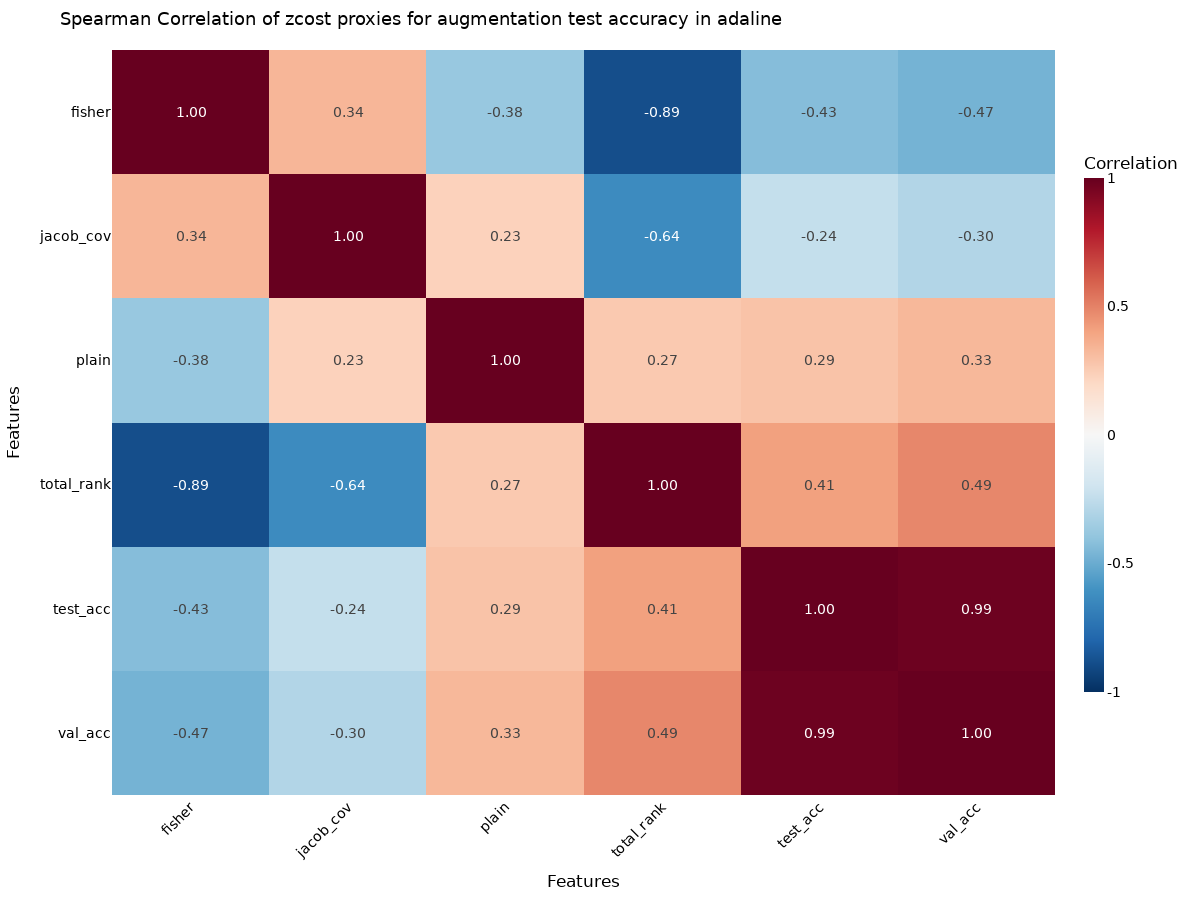 Spearman Correlation of zcost proxies for augmentation test accuracy in adaline
fisher 1.00 0.34 -0.38 -0.89 -0.43 -0.47
jacob_cov 0.34 1.00 0.23 -0.64 -0.24 -0.30
plain -0.38 0.23 1.00 0.27 0.29 0.33
total_rank -0.89 -0.64 0.27 1.00 0.41 0.49
test_acc -0.43 -0.24 0.29 0.41 1.00 0.99
val_acc -0.47 -0.30 0.33 0.49 0.99 1.00
fisher jacob_cov plain total_rank test_acc val_acc
Features
Features
Correlation
1
0.5
0
-0.5
-1